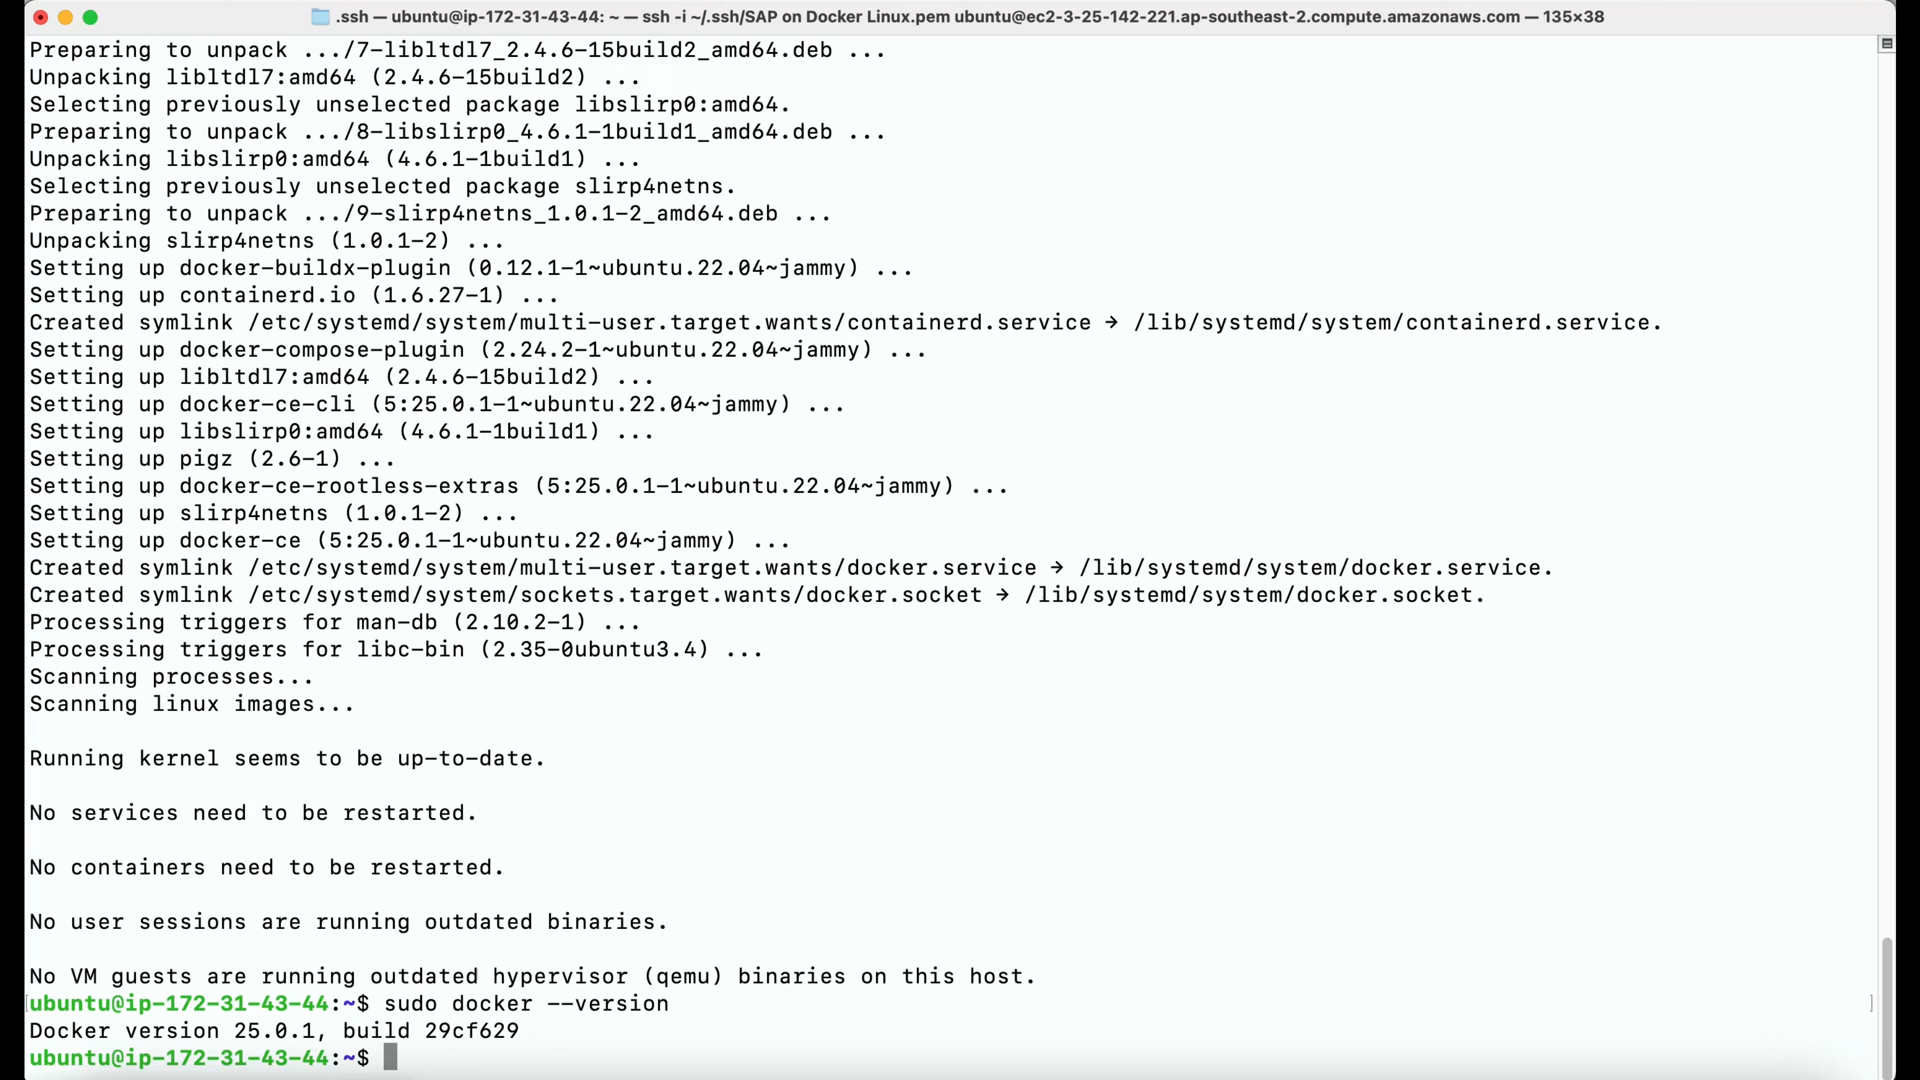 .ssh — ubuntu@ip-172-31-43-44: ~ — ssh -i ~/.ssh/SAP on Docker Linux.pem ubuntu@ec2-3-25-142-221.ap-southeast-2.compute.amazonaws.com — 135×38
Preparing to unpack .../7-libltdl7_2.4.6-15build2_amd64.deb ...
Unpacking libltdl7:amd64 (2.4.6-15build2) ...
Selecting previously unselected package libslirp0:amd64.
Preparing to unpack .../8-libslirp0_4.6.1-1build1_amd64.deb ...
Unpacking libslirp0:amd64 (4.6.1-1build1) ...
Selecting previously unselected package slirp4netns.
Preparing to unpack .../9-slirp4netns_1.0.1-2_amd64.deb ...
Unpacking slirp4netns (1.0.1-2) ...
Setting up docker-buildx-plugin (0.12.1-1~ubuntu.22.04~jammy) ...
Setting up containerd.io (1.6.27-1) ...
Created symlink /etc/systemd/system/multi-user.target.wants/containerd.service → /lib/systemd/system/containerd.service.
Setting up docker-compose-plugin (2.24.2-1~ubuntu.22.04~jammy) ...
Setting up libltdl7:amd64 (2.4.6-15build2) ...
Setting up docker-ce-cli (5:25.0.1-1~ubuntu.22.04~jammy) ...
Setting up libslirp0:amd64 (4.6.1-1build1) ...
Setting up pigz (2.6-1) ...
Setting up docker-ce-rootless-extras (5:25.0.1-1~ubuntu.22.04~jammy) ...
Setting up slirp4netns (1.0.1-2) ...
Setting up docker-ce (5:25.0.1-1~ubuntu.22.04~jammy) ...
Created symlink /etc/systemd/system/multi-user.target.wants/docker.service → /lib/systemd/system/docker.service.
Created symlink /etc/systemd/system/sockets.target.wants/docker.socket → /lib/systemd/system/docker.socket.
Processing triggers for man-db (2.10.2-1) ...
Processing triggers for libc-bin (2.35-0ubuntu3.4) ...
Scanning processes...
Scanning linux images...
Running kernel seems to be up-to-date.
No services need to be restarted.
No containers need to be restarted.
No user sessions are running outdated binaries.
No VM guests are running outdated hypervisor (qemu) binaries on this host.
ubuntu@ip-172-31-43-44:~$ sudo docker --version
Docker version 25.0.1, build 29cf629
ubuntu@ip-172-31-43-44:~$